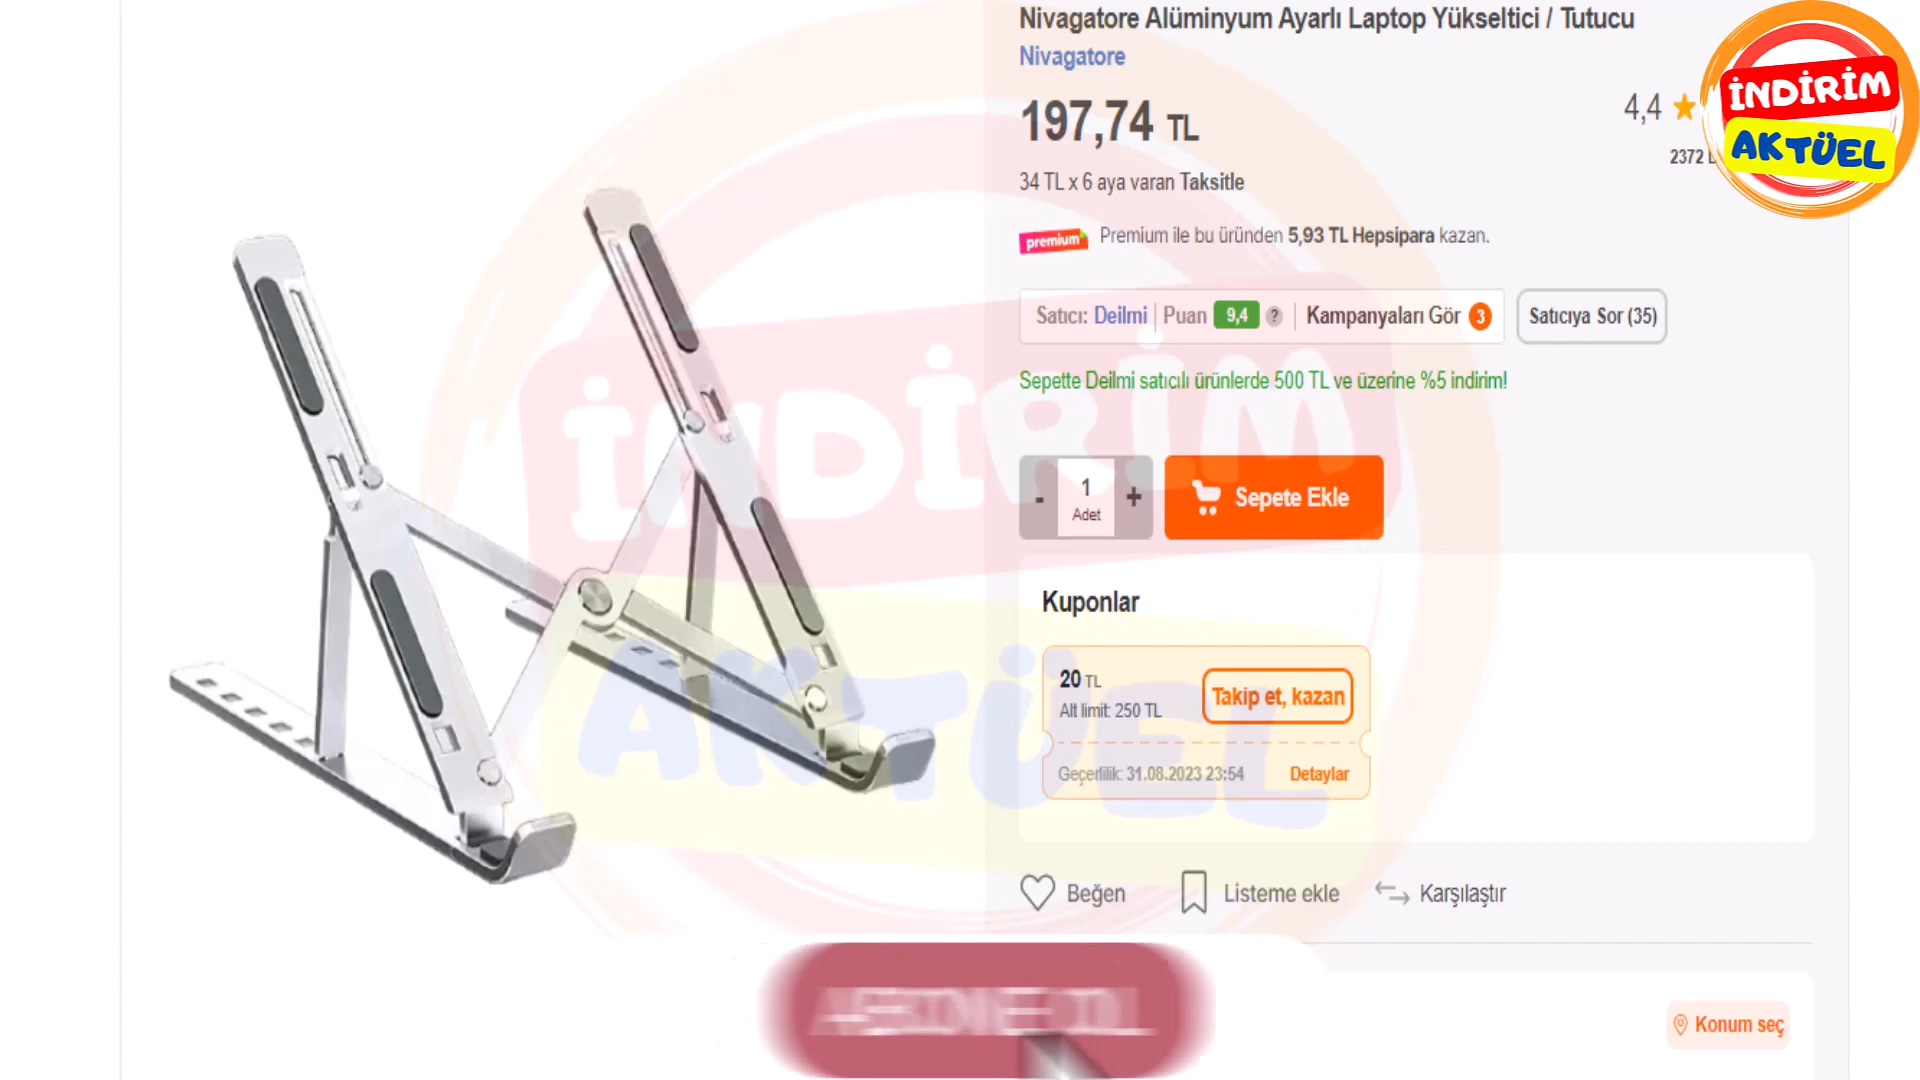 Nivagatore Alüminyum Ayarlı Laptop Yükseltici / Tutucu
Nivagatore
197,74 TL
4,4
2372
34 TL x 6 aya varan Taksitle
premium Premium ile bu üründen 5,93 TL Hepsipara kazan.
Satıcı: Deilmi Puan 9,4 ? Kampanyaları Gör 3 Satıcıya Sor (35)
Sepette Deilmi satıcılı ürünlerde 500 TL ve üzerine %5 indirim!
- 1 Adet + Sepete Ekle
Kuponlar
20 TL
Alt limit: 250 TL
Takip et, kazan
Geçerlilik: 31.08.2023 23:54 Detaylar
Beğen Listeme ekle Karşılaştır
Konum seç
İNDİRİM
AKTÜEL
İNDİRİM
AKTÜEL